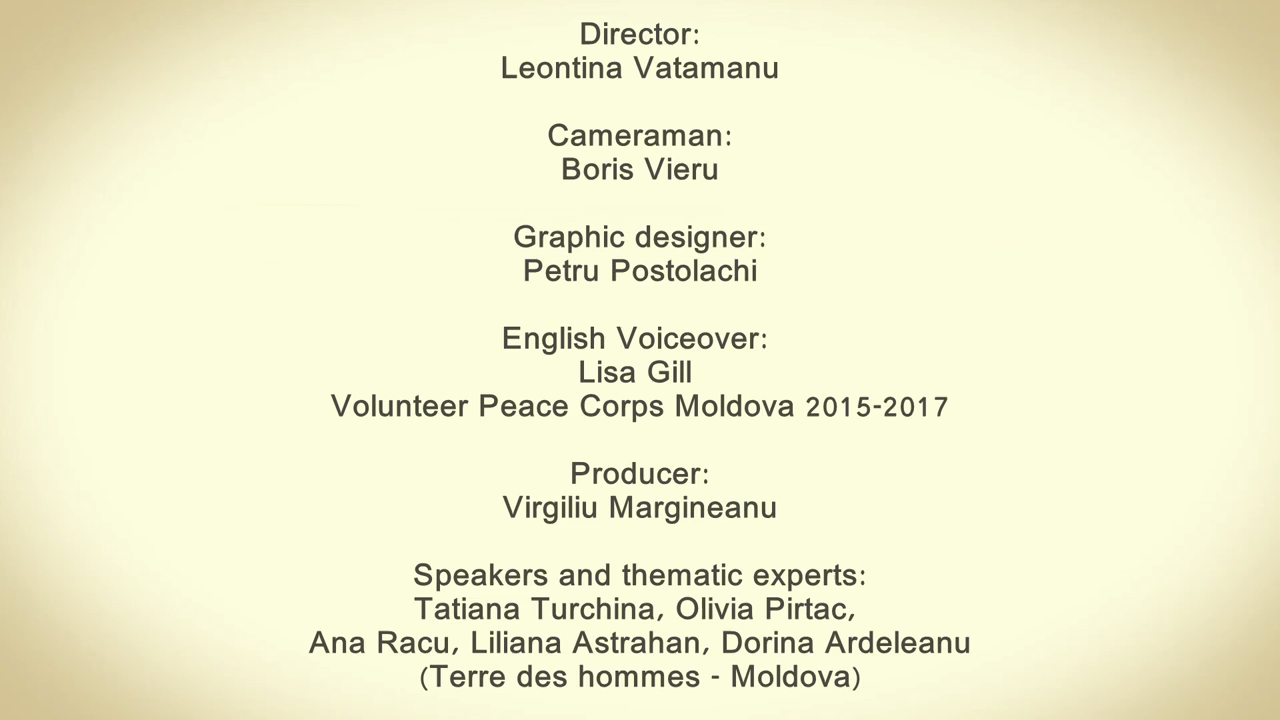 Director:
Leontina Vatamanu
Cameraman:
Boris Vieru
Graphic designer:
Petru Postolachi
English Voiceover:
Lisa Gill
Volunteer Peace Corps Moldova 2015-2017
Producer:
Virgiliu Margineanu
Speakers and thematic experts:
Tatiana Turchina, Olivia Pirtac,
Ana Racu, Liliana Astrahan, Dorina Ardeleanu
(Terre des hommes - Moldova)